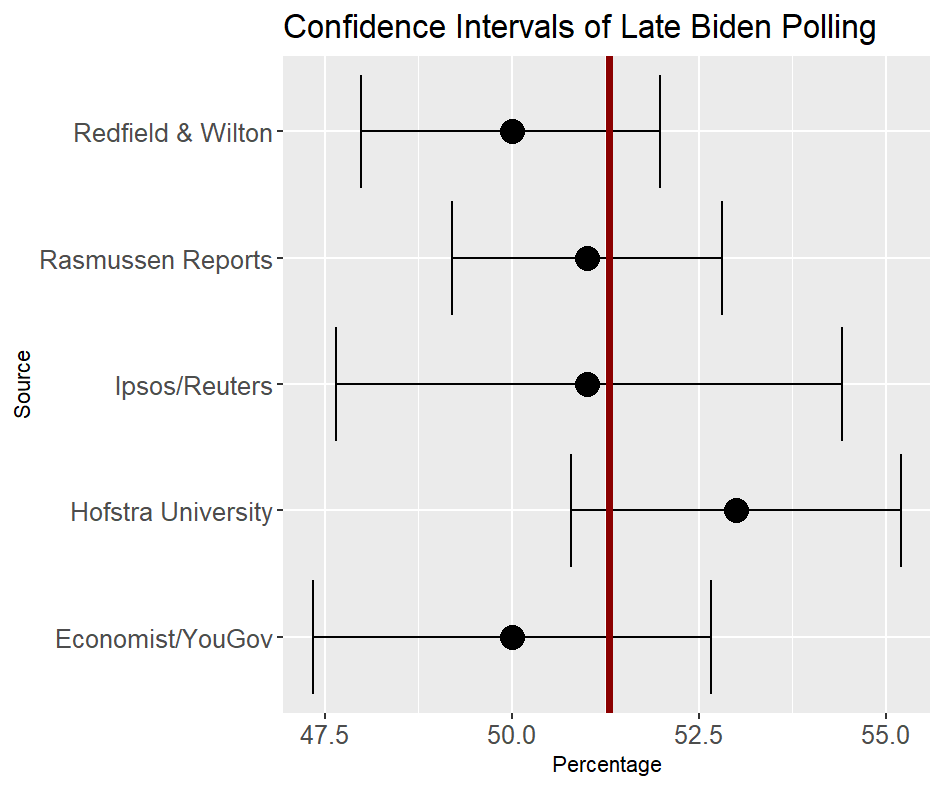 Confidence Intervals of Late Biden Polling
Redfield & Wilton
Rasmussen Reports
Ipsos/Reuters
Hofstra University
Economist/YouGov
Source
47.5 50.0 52.5 55.0
Percentage